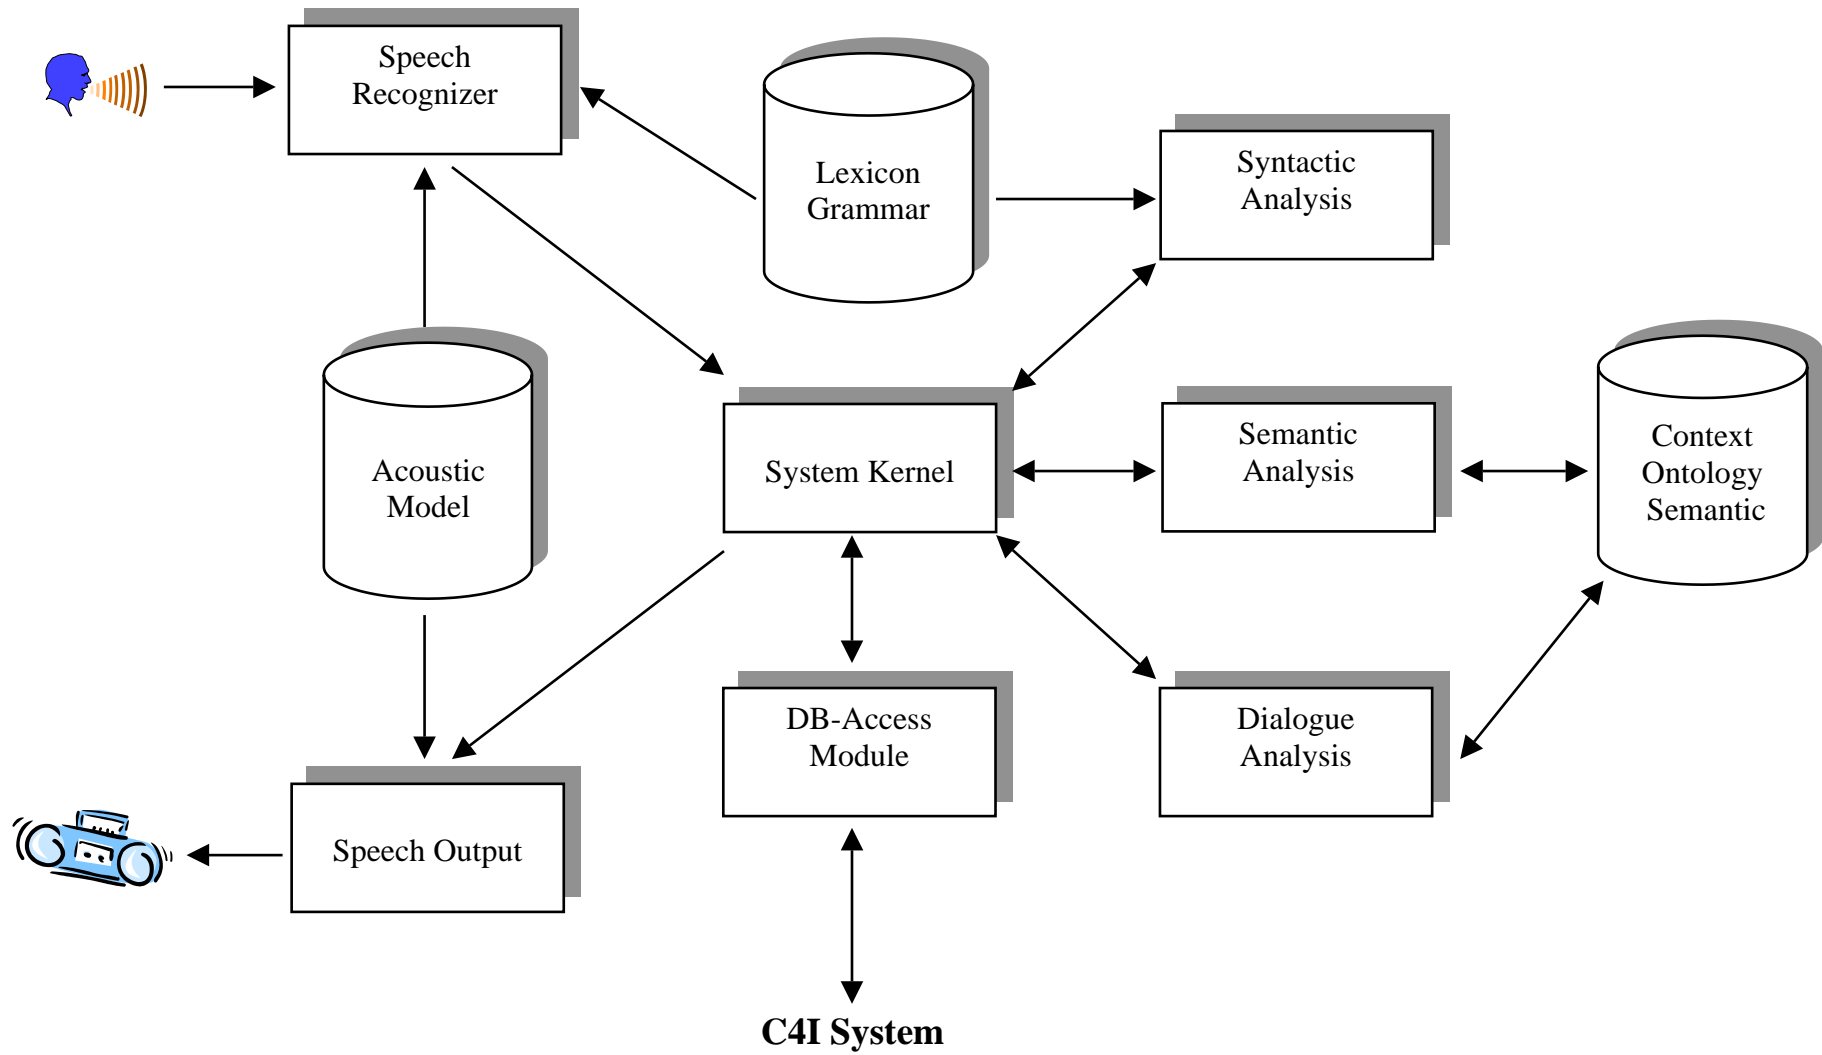 Speech
Recognizer
Lexicon
Grammar
Syntactic
Analysis
Acoustic
Model
System Kernel
Semantic
Analysis
Context
Ontology
Semantic
DB-Access
Module
Dialogue
Analysis
Speech Output
C4I System